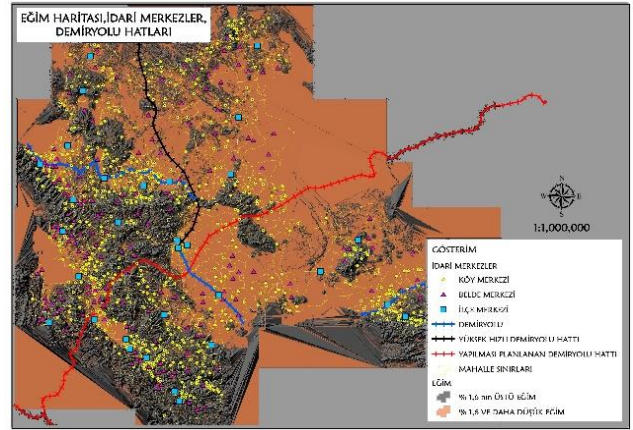 EĞİM HARİTASI,İDARİ MERKEZLER,
DEMİRYOLU HATLARI
N
W E
S
1:1,000,000
GÖSTERİM
İDARİ MERKEZLER
KÖY MERKEZİ
BELDE MERKEZİ
İLÇE MERKEZİ
DEMİRYOLU
YÜKSEK HIZLI DEMİRYOLU HATTI
YAPILMASI PLANLANAN DEMİRYOLU HATTI
MAHALLE SINIRLARI
EĞİM
% 1,6 nın ÜSTÜ EĞİM
% 1,6 VE DAHA DÜŞÜK EĞİM